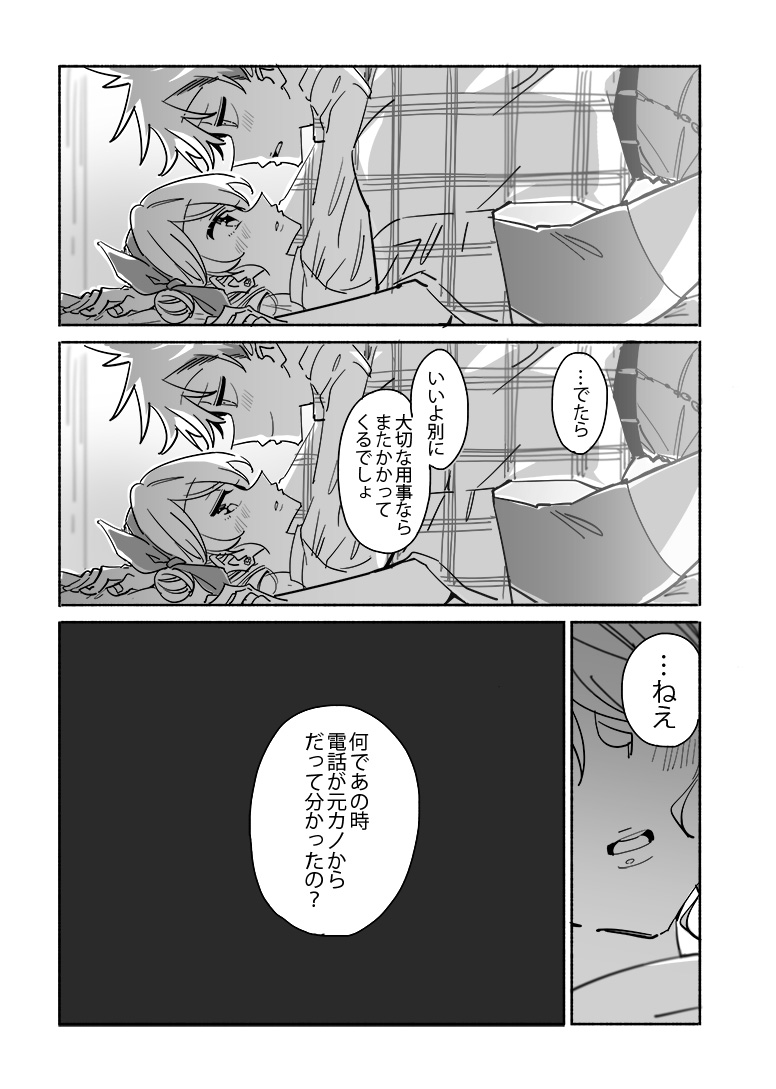 …でたら
いいよ別に
大切な用事なら
またかかって
くるでしょ
…ねえ
何であの時
電話が元カノから
だって分かったの？